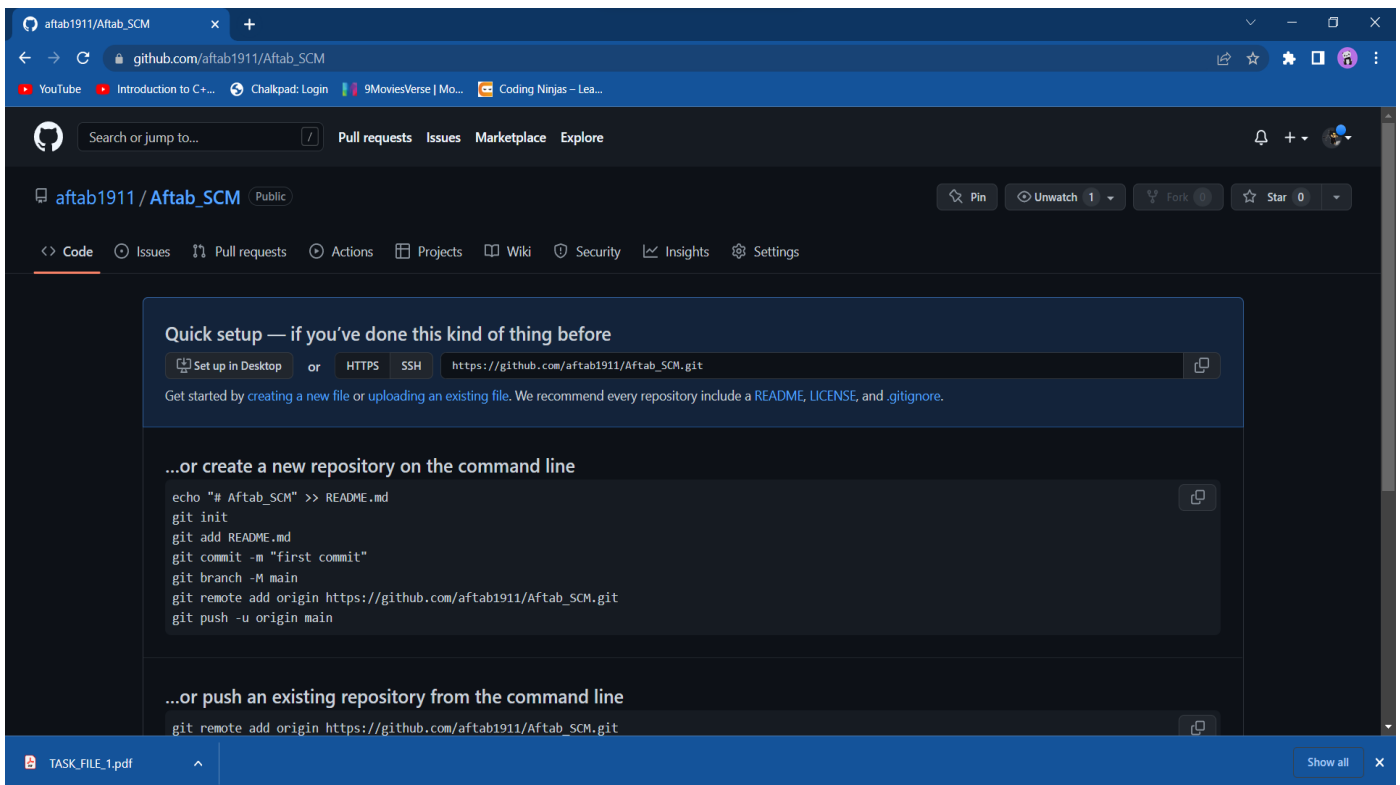 aftab1911/Aftab_SCM
github.com/aftab1911/Aftab_SCM
YouTube Introduction to C+... Chalkpad: Login 9MoviesVerse | Mo... Coding Ninjas – Lea...
Search or jump to... / Pull requests Issues Marketplace Explore
aftab1911 / Aftab_SCM Public Pin Unwatch 1 Fork 0 Star 0
<> Code Issues Pull requests Actions Projects Wiki Security Insights Settings
Quick setup — if you’ve done this kind of thing before
Set up in Desktop or HTTPS SSH https://github.com/aftab1911/Aftab_SCM.git
Get started by creating a new file or uploading an existing file. We recommend every repository include a README, LICENSE, and .gitignore.
...or create a new repository on the command line
echo "# Aftab_SCM" >> README.md
git init
git add README.md
git commit -m "first commit"
git branch -M main
git remote add origin https://github.com/aftab1911/Aftab_SCM.git
git push -u origin main
...or push an existing repository from the command line
git remote add origin https://github.com/aftab1911/Aftab_SCM.git
TASK_FILE_1.pdf Show all